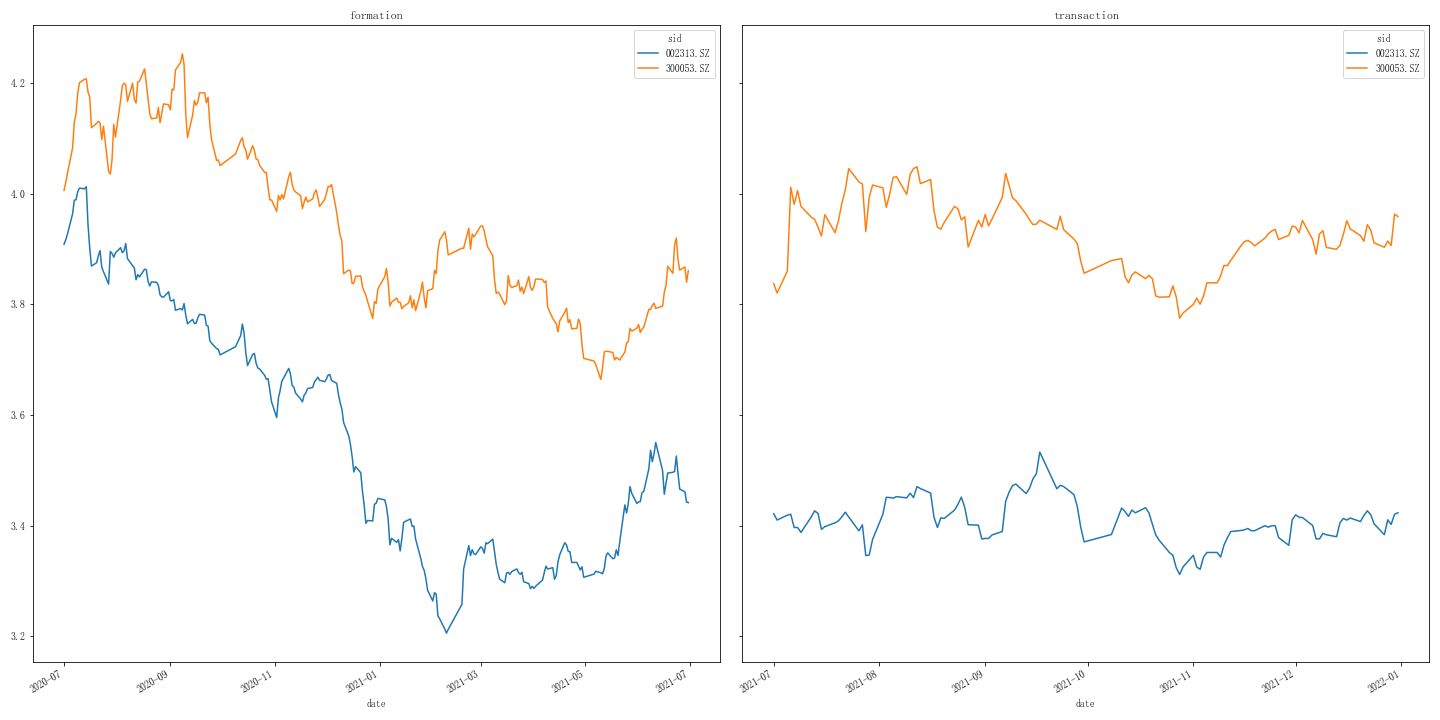 formation
sid
002313.SZ
300053.SZ
4.2
4.0
3.8
3.6
3.4
3.2
2020-07
2020-09
2020-11
2021-01
2021-03
2021-05
2021-07
date
transaction
sid
002313.SZ
300053.SZ
2021-07
2021-08
2021-09
2021-10
2021-11
2021-12
2022-01
date